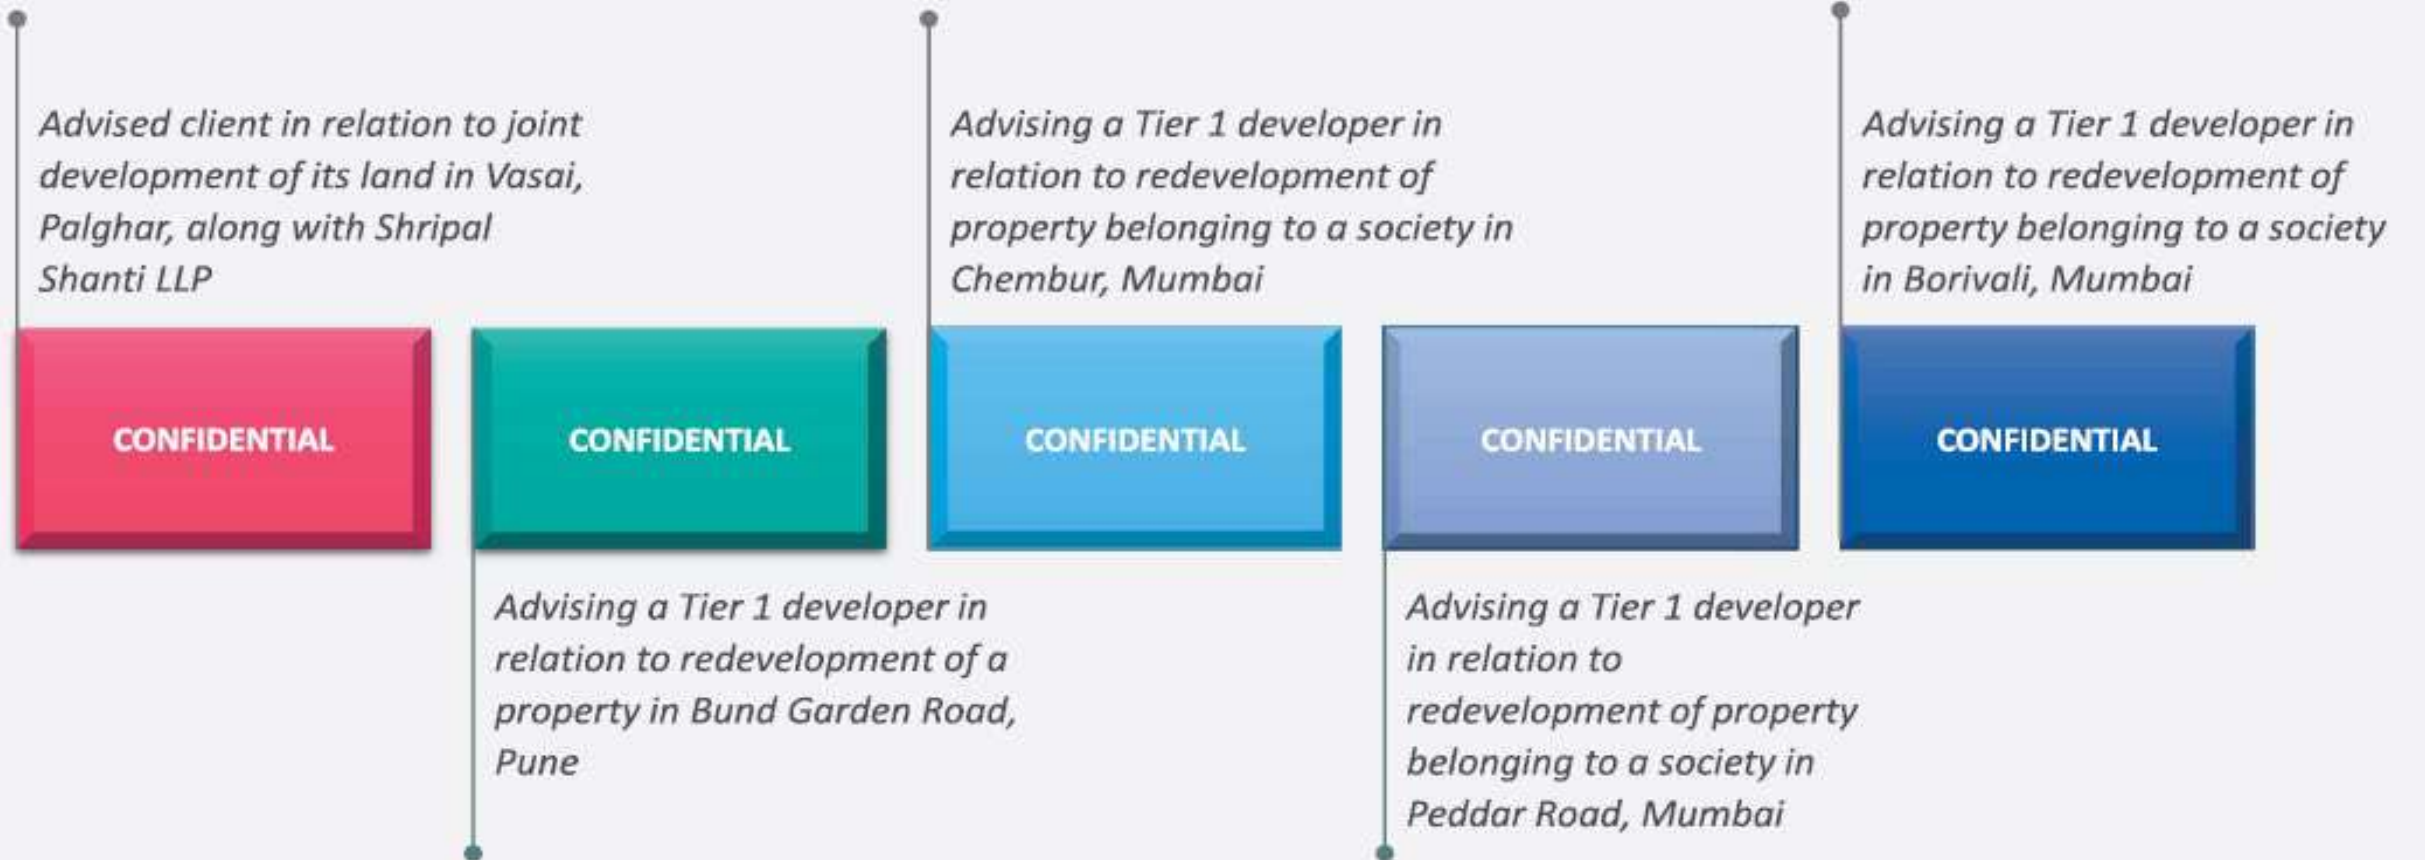 Advised client in relation to joint
development of its land in Vasai,
Palghar, along with Shripal
Shanti LLP
CONFIDENTIAL
Advising a Tier 1 developer in
relation to redevelopment of a
property in Bund Garden Road,
Pune
CONFIDENTIAL
Advising a Tier 1 developer in
relation to redevelopment of
property belonging to a society in
Chembur, Mumbai
CONFIDENTIAL
Advising a Tier 1 developer
in relation to
redevelopment of property
belonging to a society in
Peddar Road, Mumbai
CONFIDENTIAL
Advising a Tier 1 developer in
relation to redevelopment of
property belonging to a society
in Borivali, Mumbai
CONFIDENTIAL